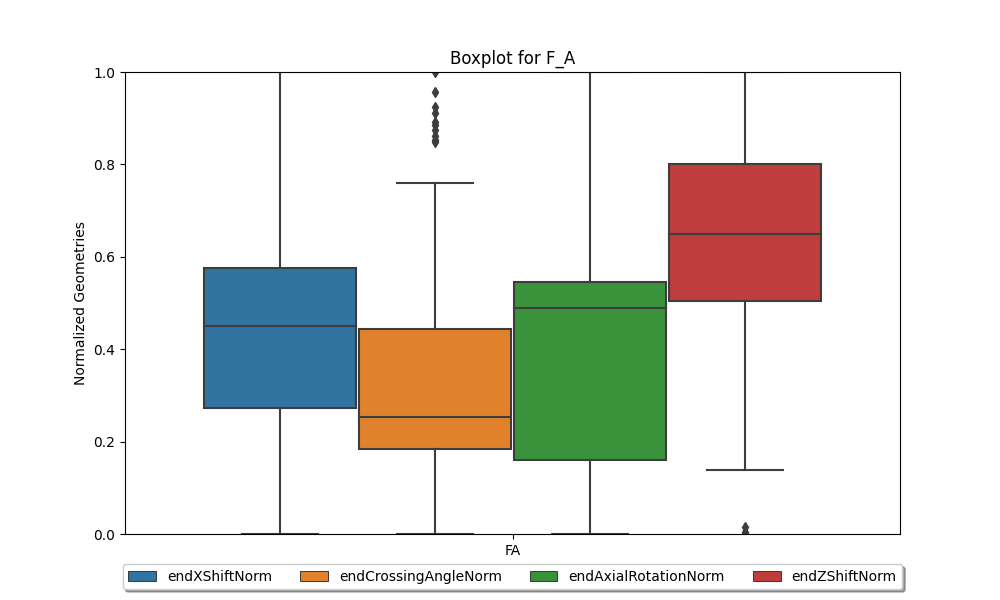 Boxplot for F_A
1.0
0.8
0.6
0.4
0.2
0.0
Normalized Geometries
FA
endXShiftNorm endCrossingAngleNorm endAxialRotationNorm endZShiftNorm